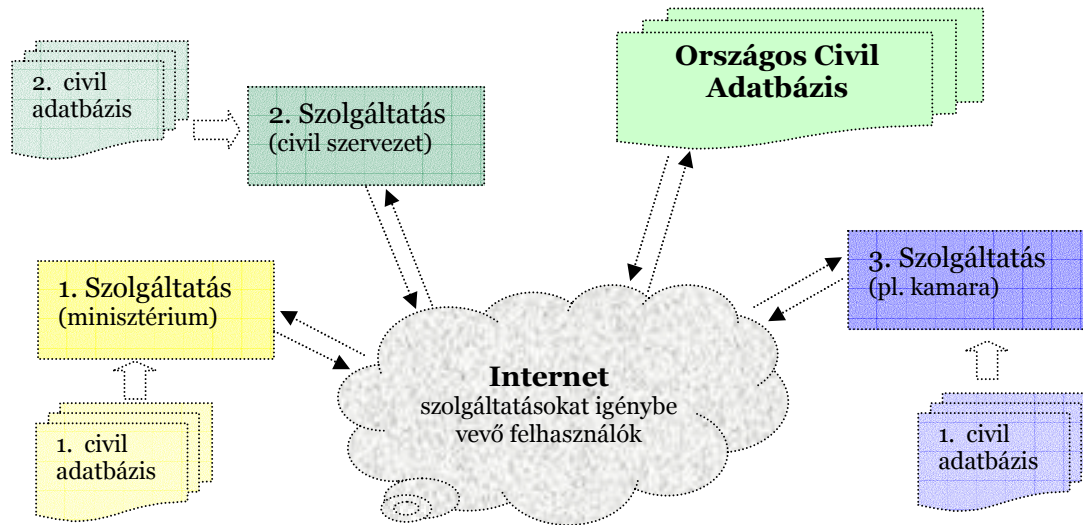 Országos Civil
Adatbázis
2. civil
adatbázis
2. Szolgáltatás
(civil szervezet)
1. Szolgáltatás
(minisztérium)
3. Szolgáltatás
(pl. kamara)
Internet
szolgáltatásokat igénybe
vevő felhasználók
1. civil
adatbázis
1. civil
adatbázis